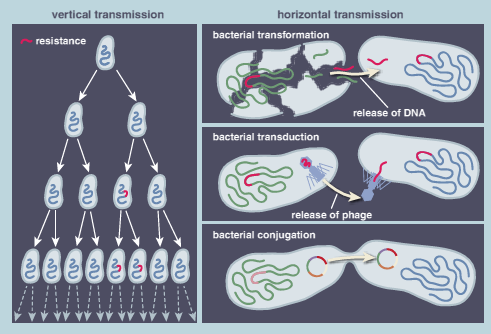 vertical transmission
resistance
horizontal transmission
bacterial transformation
release of DNA
bacterial transduction
release of phage
bacterial conjugation